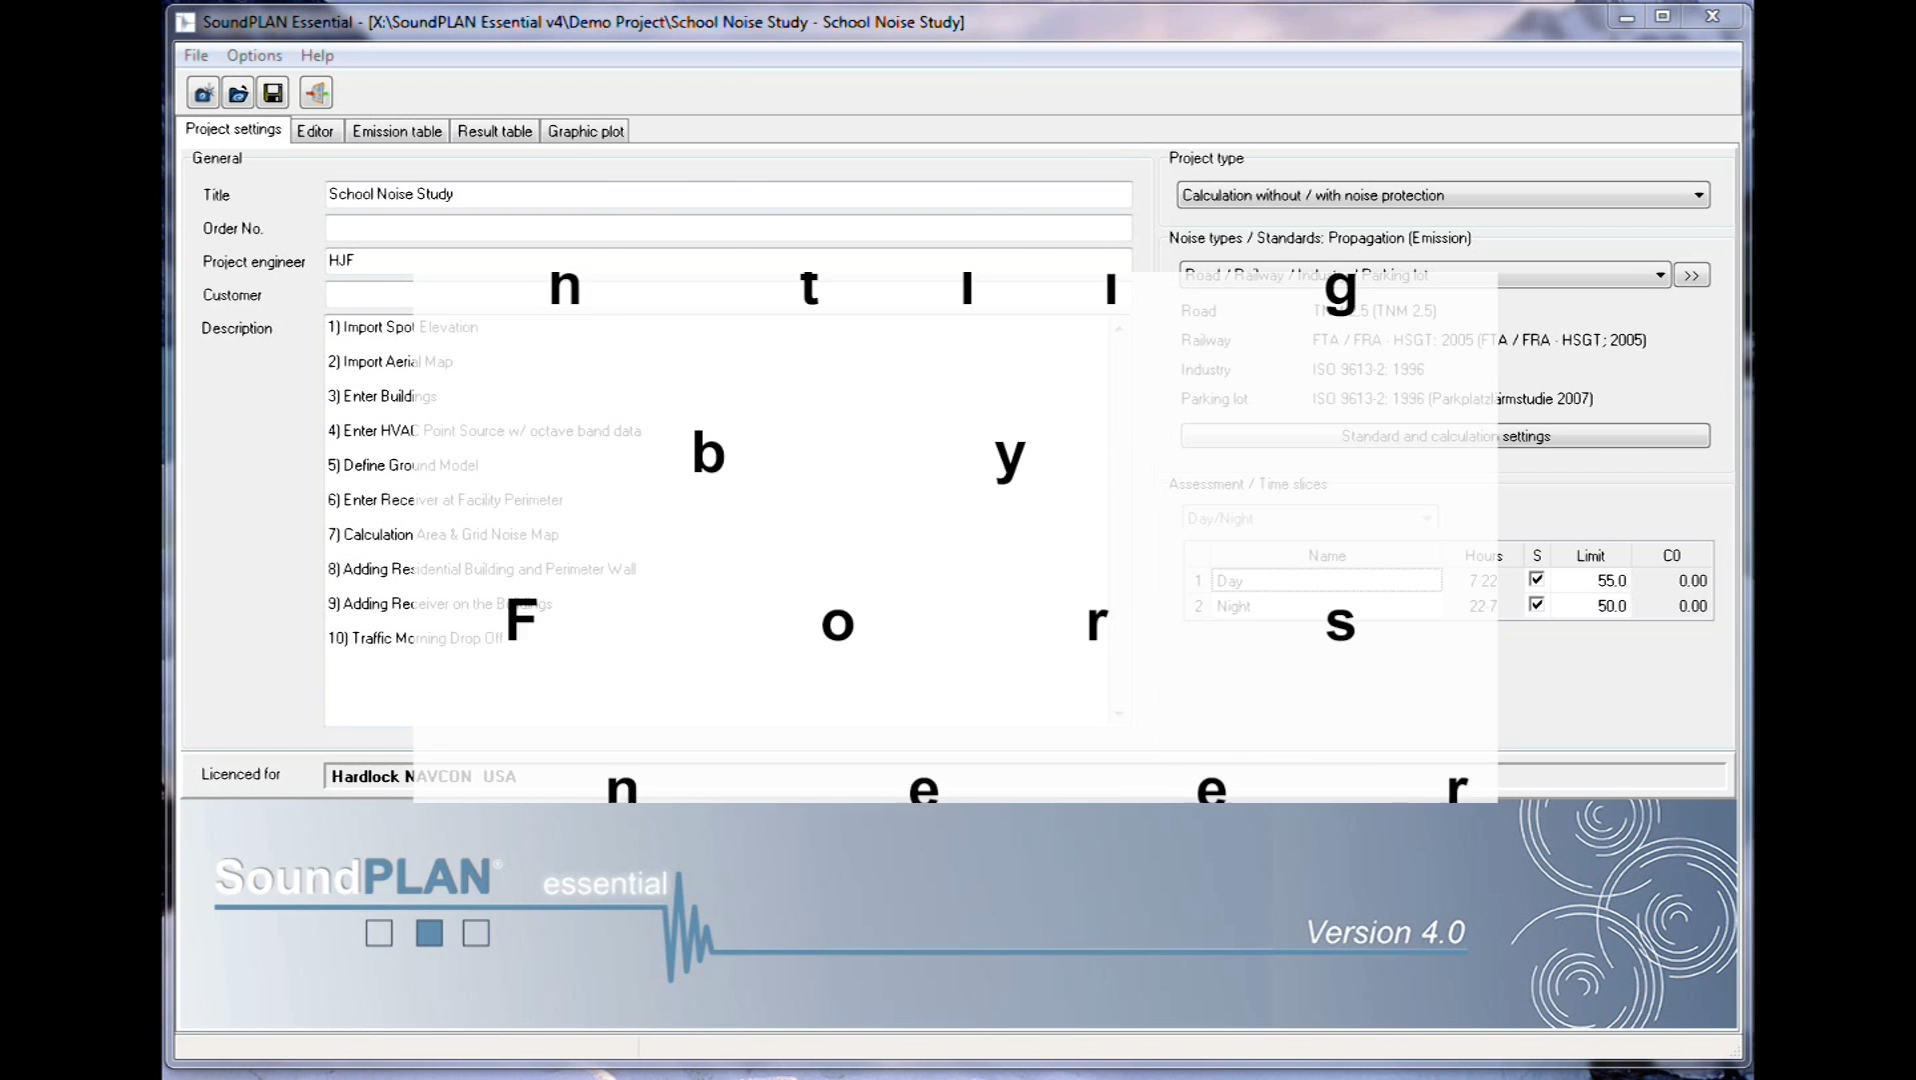 SoundPLAN Essential - [X:\SoundPLAN Essential v4\Demo Project\School Noise Study - School Noise Study]
File Options Help
Project settings Editor Emission table Result table Graphic plot
General
Title School Noise Study
Order No.
Project engineer HJF
Customer
Description
1) Import Spot Elevation
2) Import Aerial Map
3) Enter Buildings
4) Enter HVAC Point Source w/ octave band data
5) Define Ground Model
6) Enter Receiver at Facility Perimeter
7) Calculation Area & Grid Noise Map
8) Adding Residential Building and Perimeter Wall
9) Adding Receiver on the Buildings
10) Traffic Morning Drop Off
Project type
Calculation without / with noise protection
Noise types / Standards: Propagation (Emission)
Road / Railway / Industry / Parking lot >>
Road TNM 2.5 (TNM 2.5)
Railway FTA / FRA - HSGT: 2005 (FTA / FRA - HSGT; 2005)
Industry ISO 9613-2: 1996
Parking lot ISO 9613-2: 1996 (Parkplatzlärmstudie 2007)
Standard and calculation settings
Assessment / Time slices
Day/Night
Name Hours S Limit C0
1 Day 7-22 55.0 0.00
2 Night 22-7 50.0 0.00
n t g
b y
F o r s
n e e r
Licenced for Hardlock NAVCON USA
SoundPLAN® essential
Version 4.0